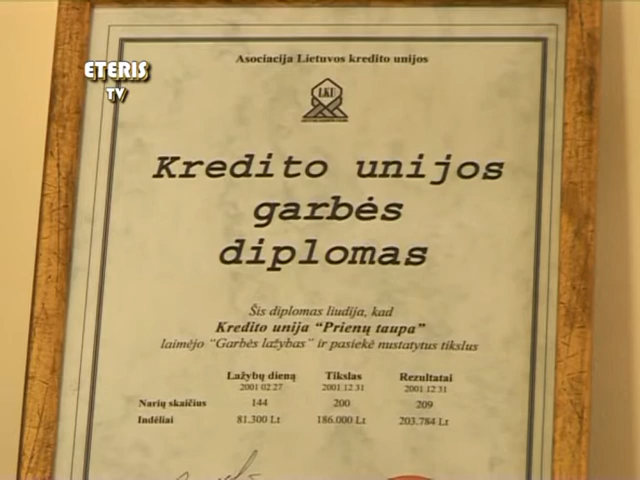 ETERIS
TV
Asociacija Lietuvos kredito unijos
LKU
Kredito unijos
garbės
diplomas
Šis diplomas liudija, kad
Kredito unija "Prienų taupa"
laimėjo "Garbės lažybas" ir pasiekė nustatytus tikslus
Lažybų dieną Tikslas Rezultatai
2001 02.27 2001.12.31 2001.12.31
Narių skaičius 144 200 209
Indėliai 81.300 Lt 186.000 Lt 203.784 Lt